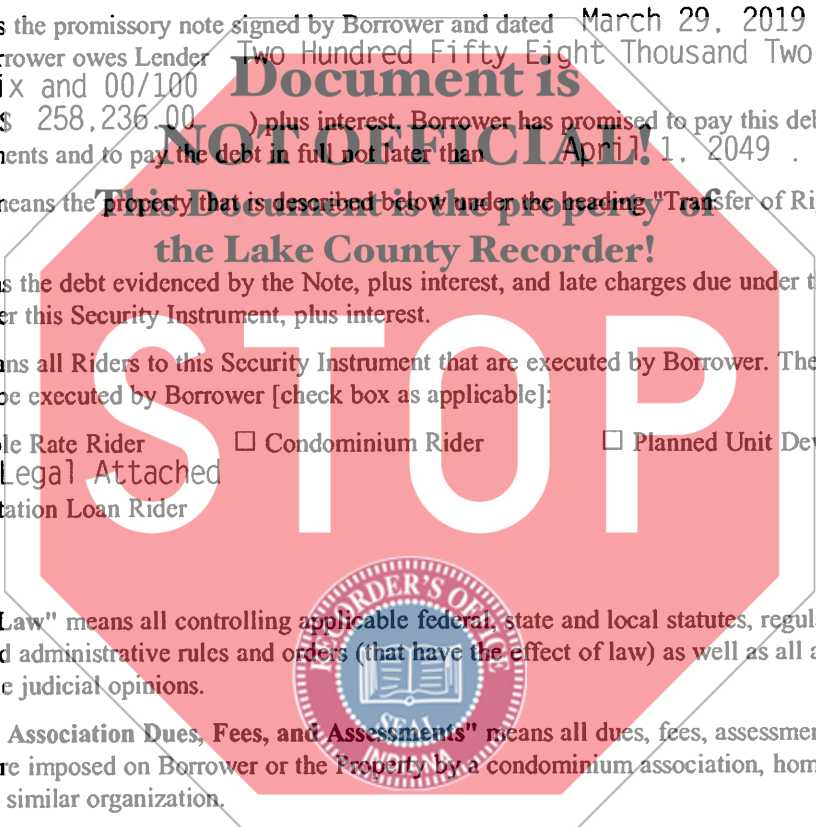 s the promissory note signed by Borrower and dated March 29, 2019
rrower owes Lender Two Hundred Fifty Eight Thousand Two
ix and 00/100
Document is
$ 258,236.00 ) plus interest. Borrower has promised to pay this deb
NOT OFFICIAL!
ents and to pay the debt in full not later than April 1, 2049 .
This Document is the property of
neans the property that is described below under the heading "Transfer of Ri
the Lake County Recorder!
s the debt evidenced by the Note, plus interest, and late charges due under t
er this Security Instrument, plus interest.
ans all Riders to this Security Instrument that are executed by Borrower. The
be executed by Borrower [check box as applicable]:
STOP
le Rate Rider ☐ Condominium Rider ☐ Planned Unit Dev
Legal Attached
tation Loan Rider
RECORDER'S OFFICE
Law" means all controlling applicable federal, state and local statutes, regul
d administrative rules and orders (that have the effect of law) as well as all a
e judicial opinions.
SEAL
Association Dues, Fees, and Assessments" means all dues, fees, assessmen
INDIANA
re imposed on Borrower or the Property by a condominium association, hom
similar organization.